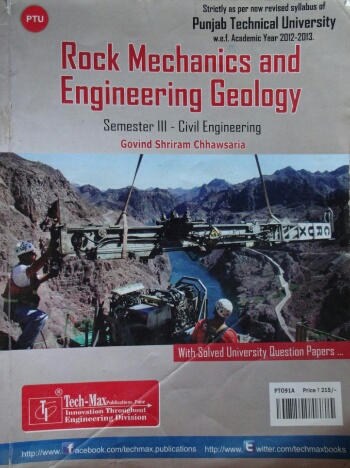 Strictly as per new revised syllabus of
PTU
Punjab Technical University
w.e.f. Academic Year 2012-2013.
Rock Mechanics and
Engineering Geology
Semester III - Civil Engineering
Govind Shriram Chhawsaria
With Solved University Question Papers ...
Tech-Max
Publications, Pune
Innovation Throughout
Engineering Division
PT091A Price ₹ 215/-
http://www.facebook.com/techmax.publications http://www.twitter.com/techmaxbooks